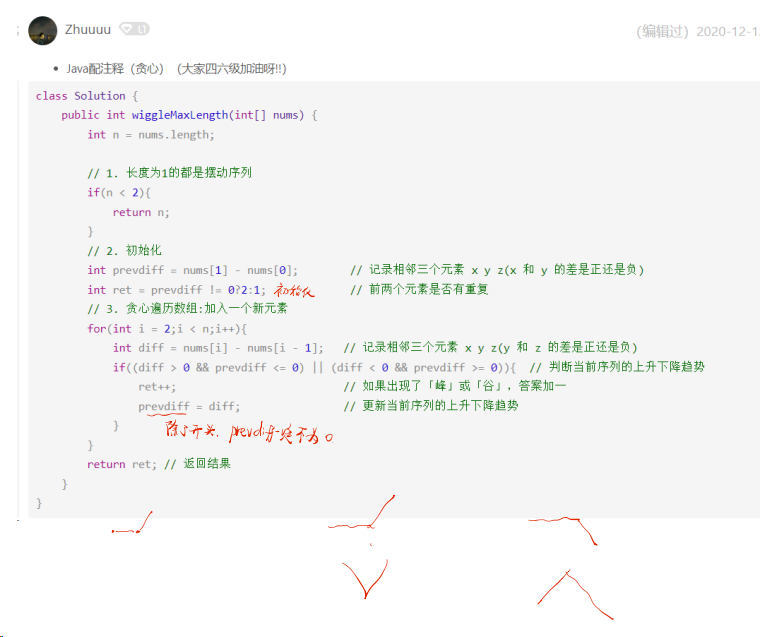 Zhuuuu L1 (编辑过) 2020-12-1
Java配注释（贪心）（大家四六级加油呀!!）
class Solution {
public int wiggleMaxLength(int[] nums) {
int n = nums.length;
// 1. 长度为1的都是摆动序列
if(n < 2){
return n;
}
// 2. 初始化
int prevdiff = nums[1] - nums[0]; // 记录相邻三个元素 x y z(x 和 y 的差是正还是负)
int ret = prevdiff != 0?2:1; 初始化 // 前两个元素是否有重复
// 3. 贪心遍历数组:加入一个新元素
for(int i = 2;i < n;i++){
int diff = nums[i] - nums[i - 1]; // 记录相邻三个元素 x y z(y 和 z 的差是正还是负)
if((diff > 0 && prevdiff <= 0) || (diff < 0 && prevdiff >= 0)){ // 判断当前序列的上升下降趋势
ret++; // 如果出现了「峰」或「谷」，答案加一
prevdiff = diff; // 更新当前序列的上升下降趋势
}
除了开头、prevdiff一定不为0
}
return ret; // 返回结果
}
}